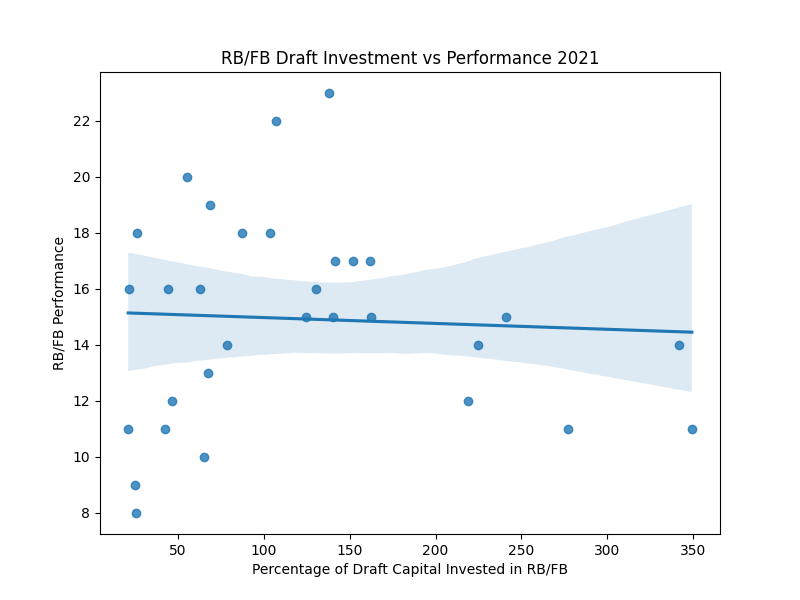 RB/FB Draft Investment vs Performance 2021
22
20
18
16
14
12
10
8
RB/FB Performance
50 100 150 200 250 300 350
Percentage of Draft Capital Invested in RB/FB